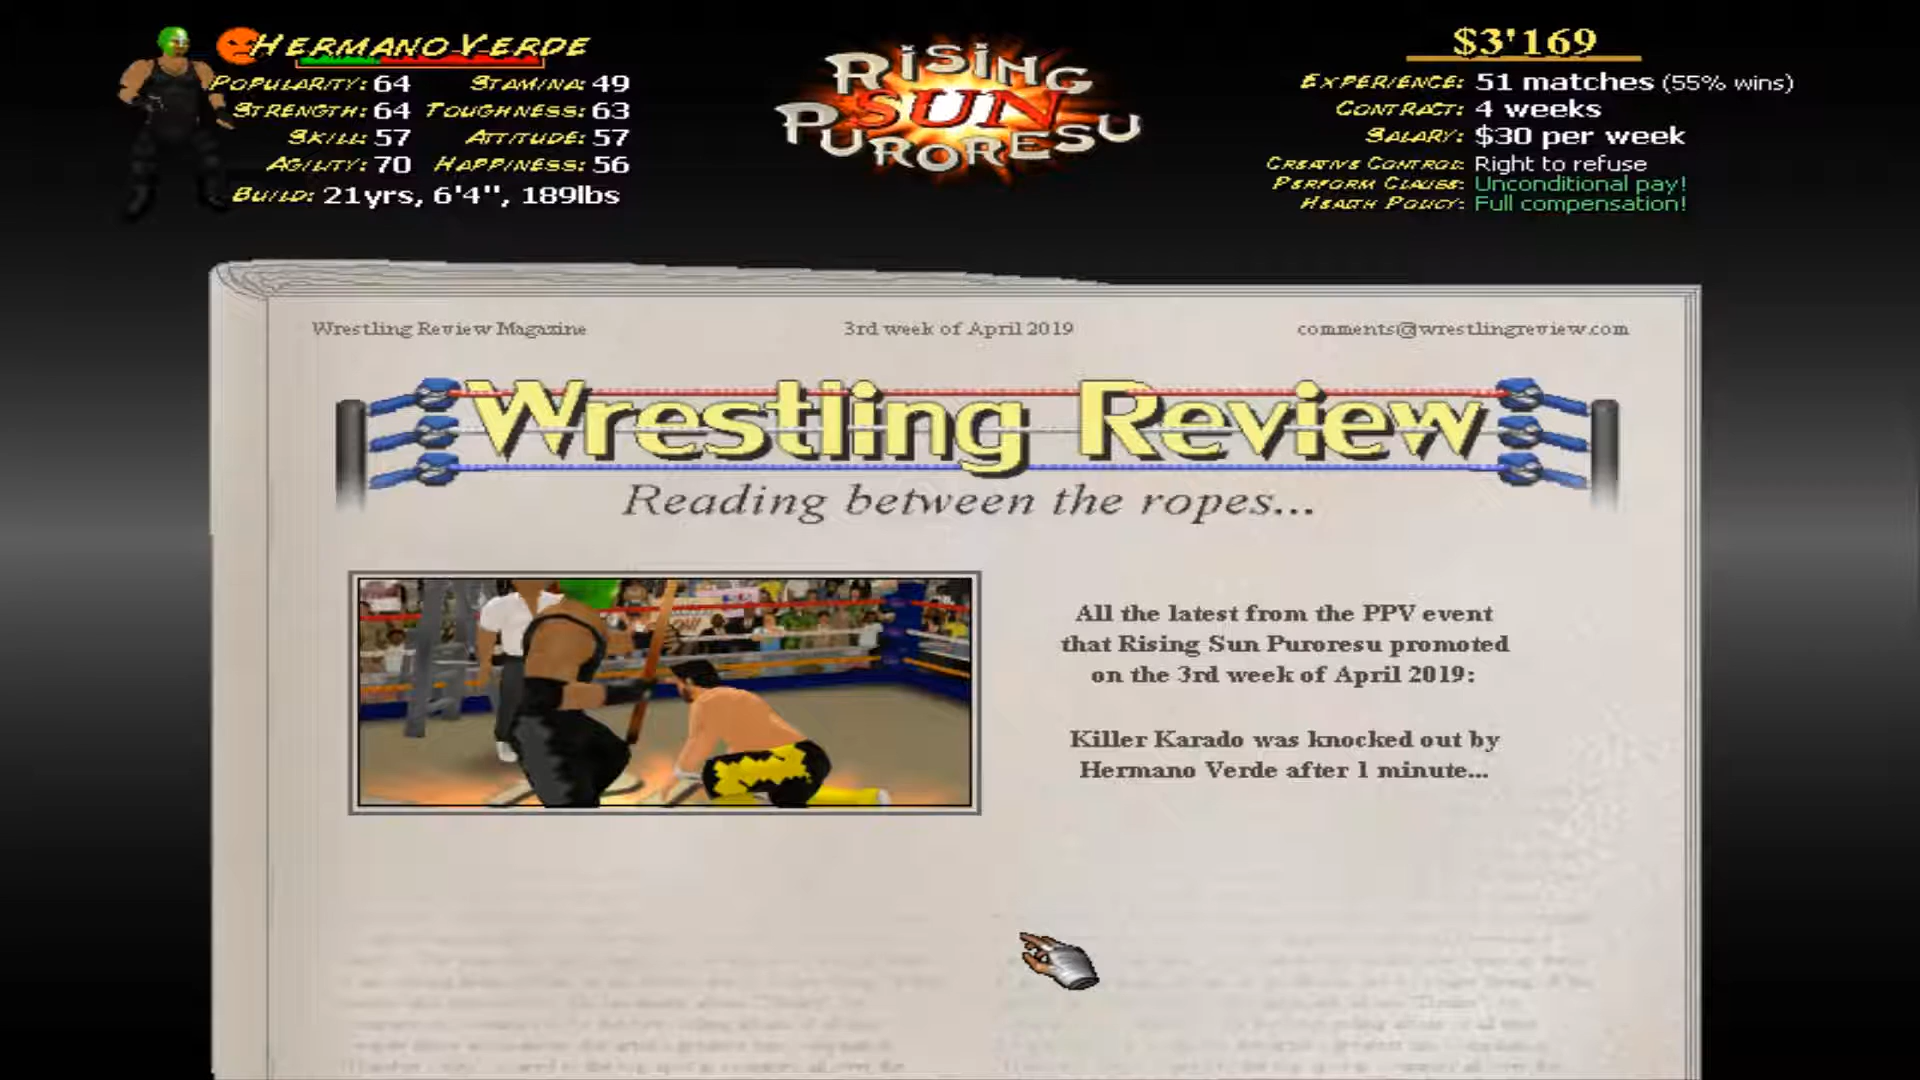 HERMANO VERDE
POPULARITY: 64 STAMINA: 49
STRENGTH: 64 TOUGHNESS: 63
SKILL: 57 ATTITUDE: 57
AGILITY: 70 HAPPINESS: 56
BUILD: 21yrs, 6'4", 189lbs
RISING
SUN
PURORESU
$3'169
EXPERIENCE: 51 matches (55% wins)
CONTRACT: 4 weeks
SALARY: $30 per week
CREATIVE CONTROL: Right to refuse
PERFORM CLAUSE: Unconditional pay!
HEALTH POLICY: Full compensation!
Wrestling Review Magazine 3rd week of April 2019 comments@wrestlingreview.com
Wrestling Review
Reading between the ropes...
All the latest from the PPV event
that Rising Sun Puroresu promoted
on the 3rd week of April 2019:
Killer Karado was knocked out by
Hermano Verde after 1 minute...